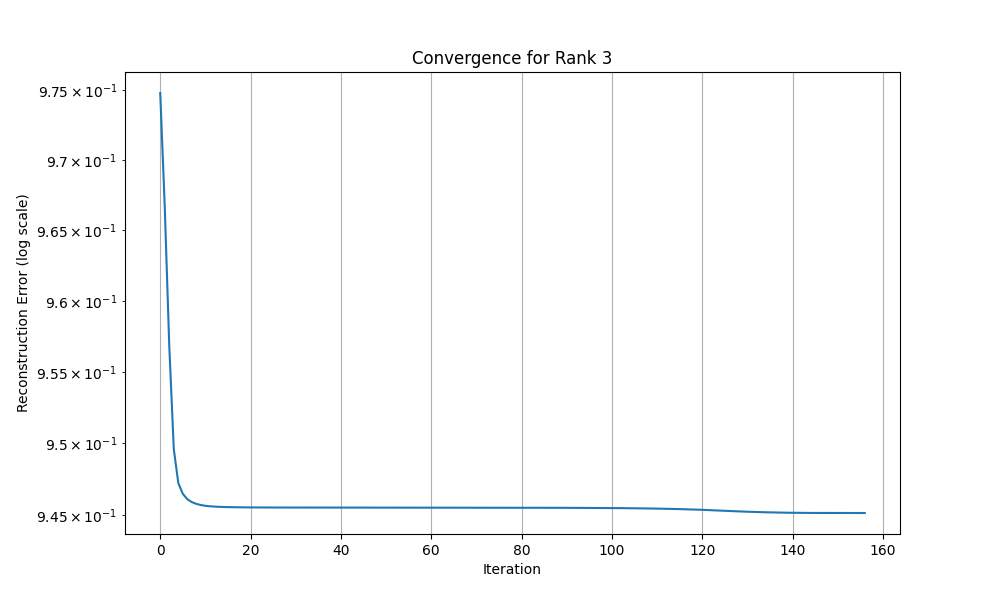 Convergence for Rank 3
Reconstruction Error (log scale)
9.75 × 10⁻¹
9.7 × 10⁻¹
9.65 × 10⁻¹
9.6 × 10⁻¹
9.55 × 10⁻¹
9.5 × 10⁻¹
9.45 × 10⁻¹
0 20 40 60 80 100 120 140 160
Iteration